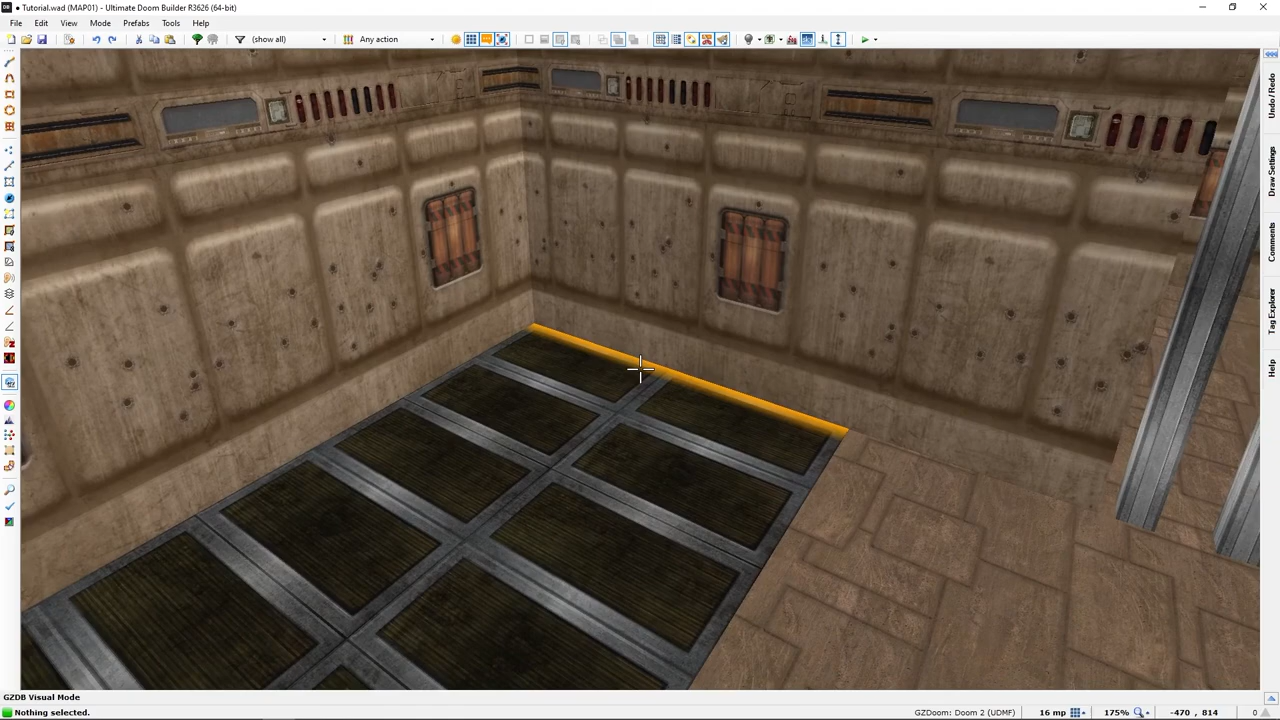 • Tutorial.wad (MAP01) - Ultimate Doom Builder R3626 (64-bit)
File Edit View Mode Prefabs Tools Help
(show all) Any action
Undo / Redo
Draw Settings
Comments
Tag Explorer
Help
GZDB Visual Mode
Nothing selected. GZDoom: Doom 2 (UDMF) 16 mp 175% -470 , 814 0